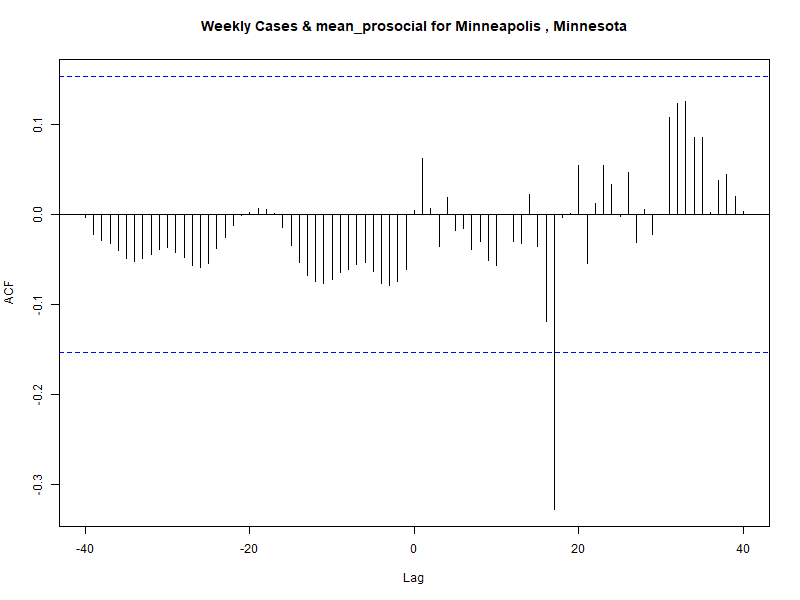 Weekly Cases & mean_prosocial for Minneapolis , Minnesota
ACF
0.1
0.0
-0.1
-0.2
-0.3
-40 -20 0 20 40
Lag